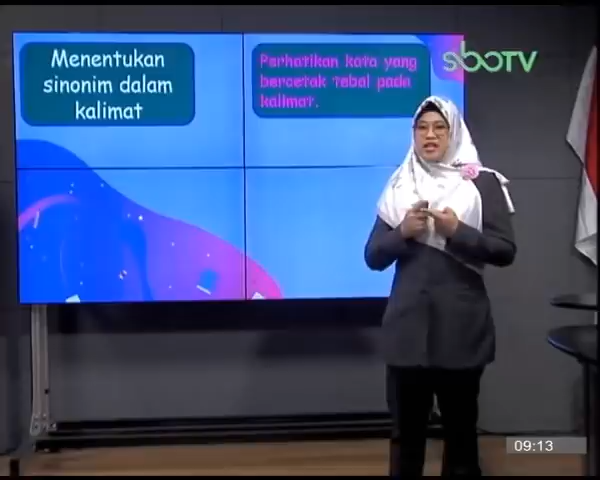 Menentukan
sinonim dalam
kalimat
Perhatikan kata yang
bercetak tebal pada
kalimat.
sboTV
09:13